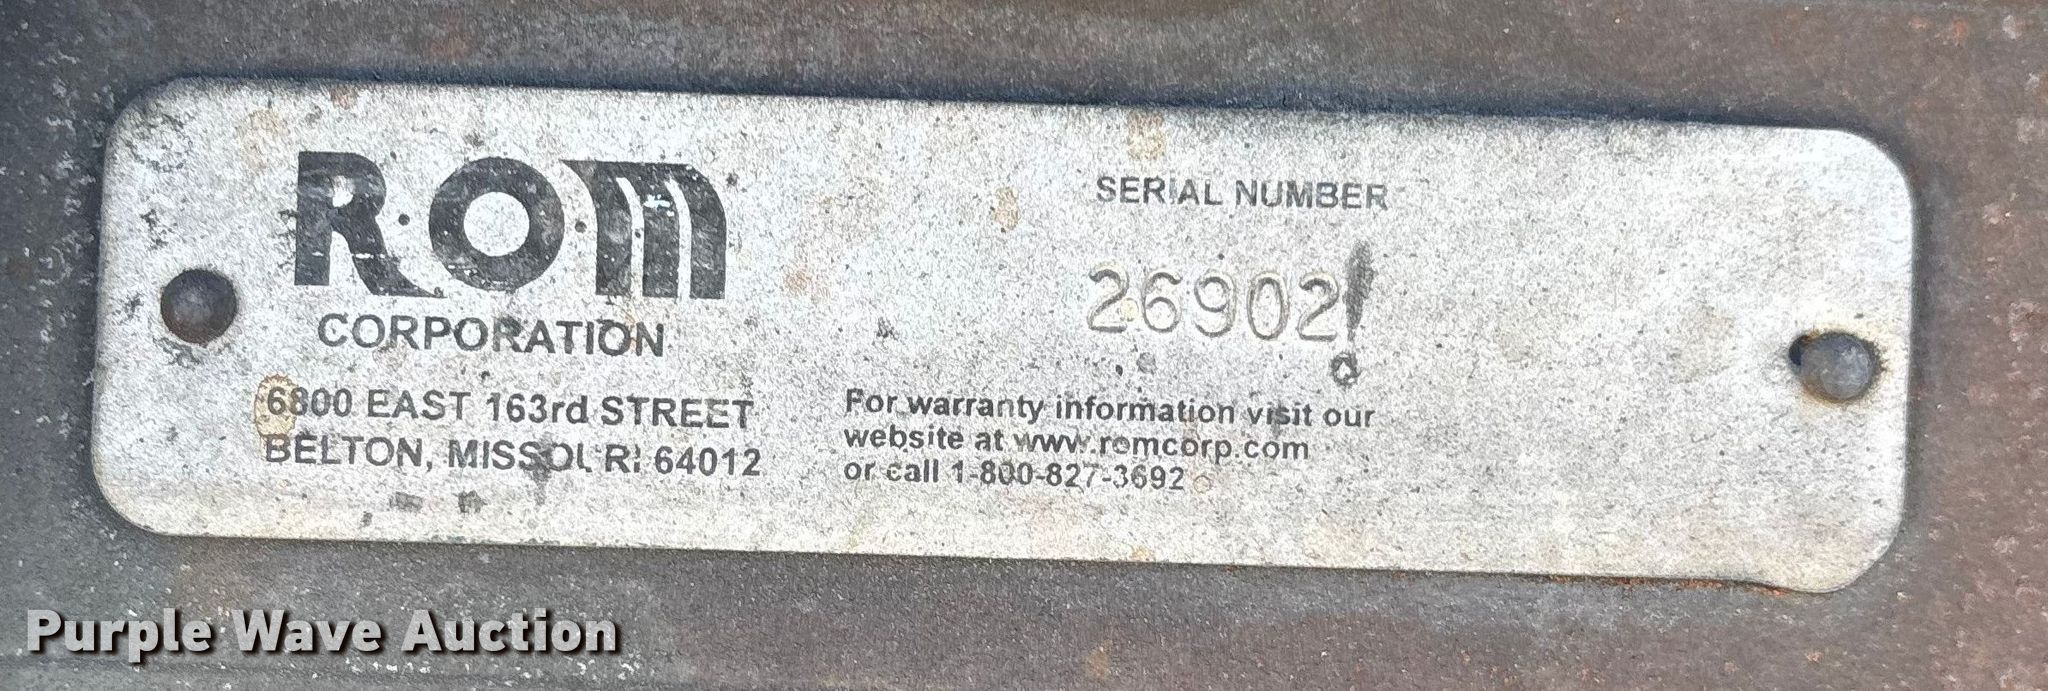 R.O.M
CORPORATION
6800 EAST 163rd STREET
BELTON, MISSOURI 64012
SERIAL NUMBER
26902
For warranty information visit our
website at www.romcorp.com
or call 1-800-827-3692
Purple Wave Auction